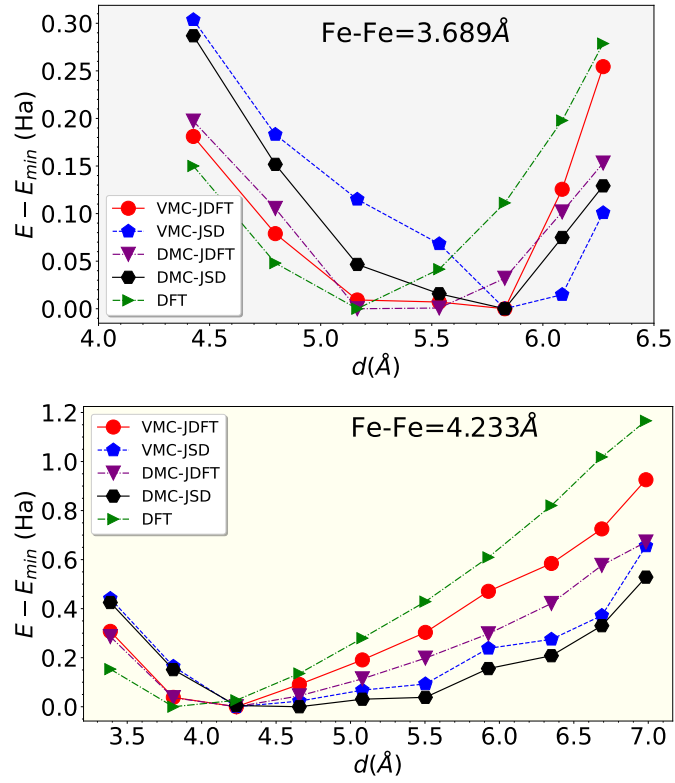 Fe-Fe=3.689Å
0.30
0.25
0.20
0.15
0.10
0.05
0.00
E − Emin (Ha)
VMC-JDFT
VMC-JSD
DMC-JDFT
DMC-JSD
DFT
4.0 4.5 5.0 5.5 6.0 6.5
d(Å)
Fe-Fe=4.233Å
1.2
1.0
0.8
0.6
0.4
0.2
0.0
E − Emin (Ha)
VMC-JDFT
VMC-JSD
DMC-JDFT
DMC-JSD
DFT
3.5 4.0 4.5 5.0 5.5 6.0 6.5 7.0
d(Å)